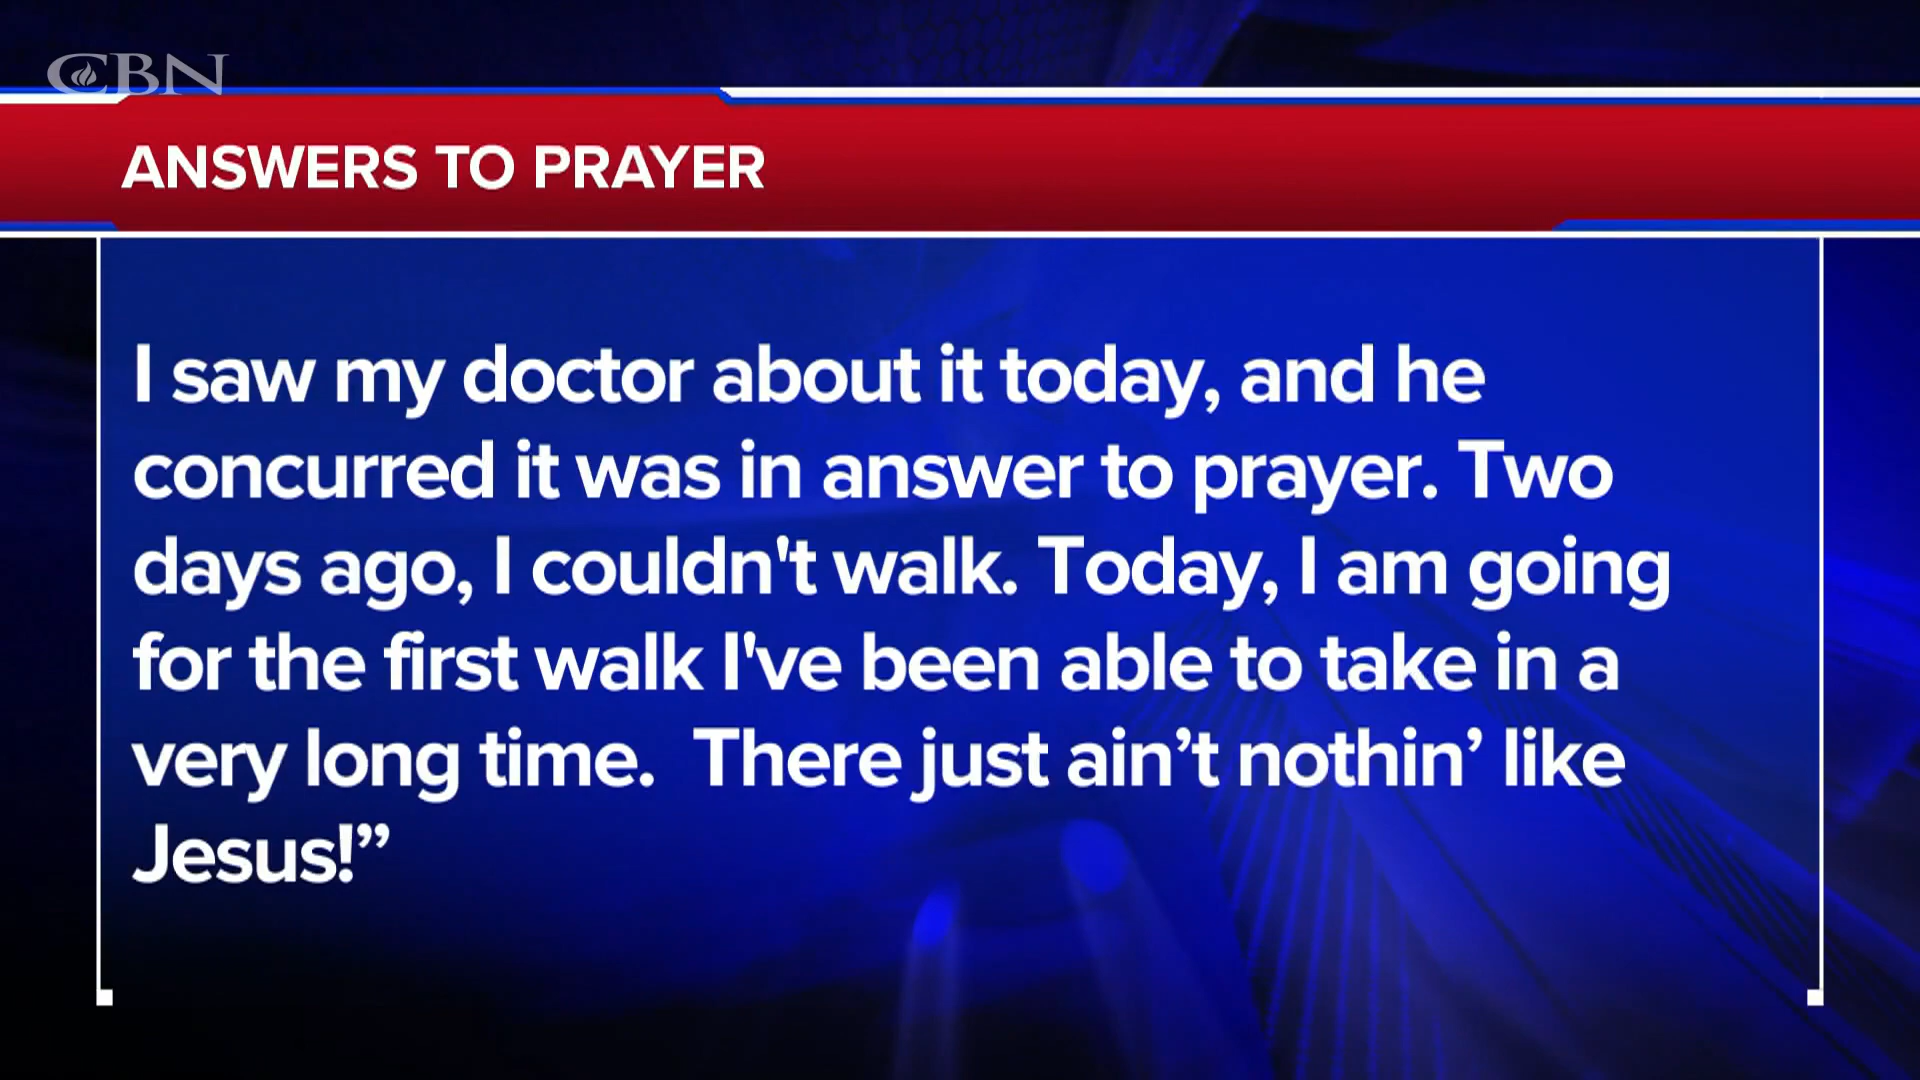 CBN
ANSWERS TO PRAYER
I saw my doctor about it today, and he
concurred it was in answer to prayer. Two
days ago, I couldn't walk. Today, I am going
for the first walk I've been able to take in a
very long time.  There just ain’t nothin’ like
Jesus!”